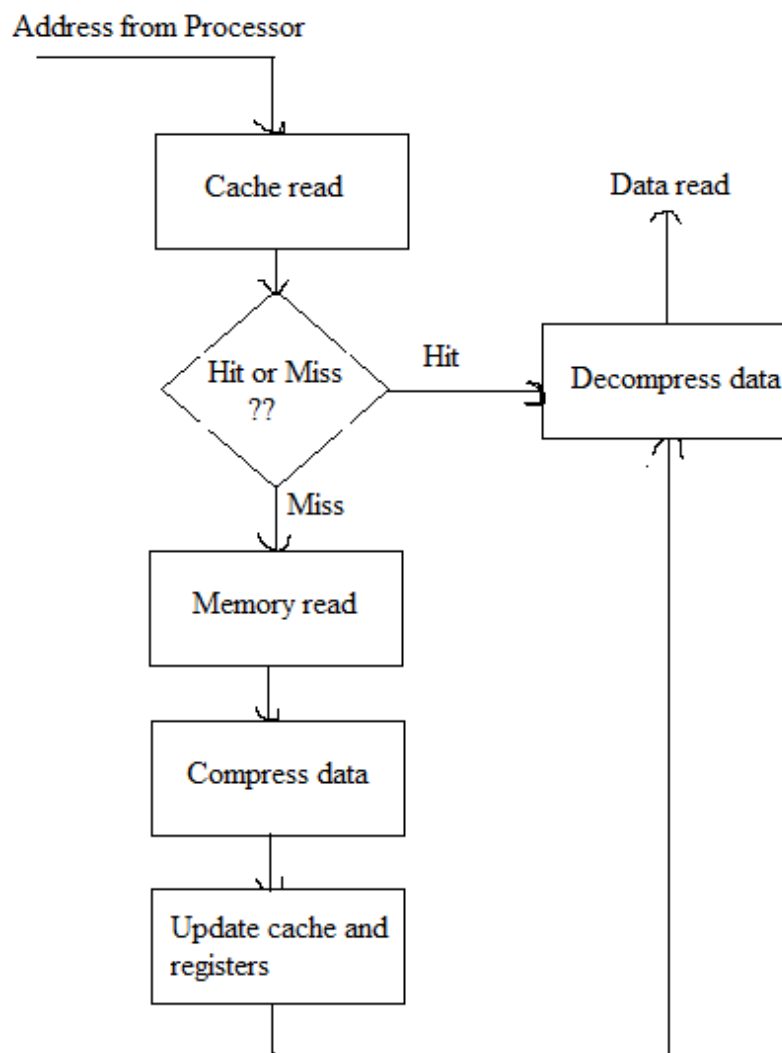 Address from Processor
Cache read
Data read
Hit or Miss
??
Hit
Decompress data
Miss
Memory read
Compress data
Update cache and
registers